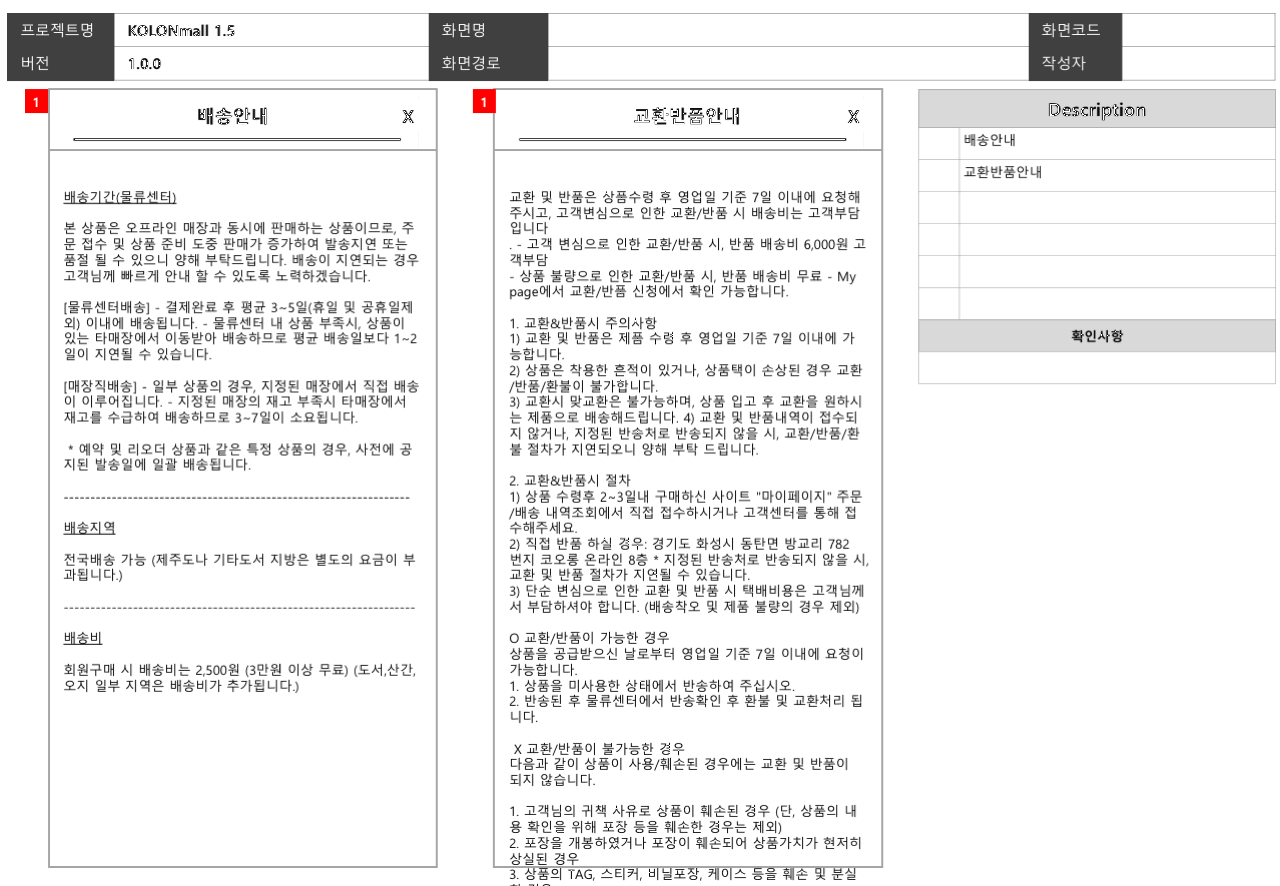 프로젝트명 KOLONmall 1.5 화면명 화면코드
버전 1.0.0 화면경로 작성자
1
배송안내 X
배송기간(물류센터)
본 상품은 오프라인 매장과 동시에 판매하는 상품이므로, 주
문 접수 및 상품 준비 도중 판매가 증가하여 발송지연 또는
품절 될 수 있으니 양해 부탁드립니다. 배송이 지연되는 경우
고객님께 빠르게 안내 할 수 있도록 노력하겠습니다.
[물류센터배송] - 결제완료 후 평균 3~5일(휴일 및 공휴일제
외) 이내에 배송됩니다. - 물류센터 내 상품 부족시, 상품이
있는 타매장에서 이동받아 배송하므로 평균 배송일보다 1~2
일이 지연될 수 있습니다.
[매장직배송] - 일부 상품의 경우, 지정된 매장에서 직접 배송
이 이루어집니다. - 지정된 매장의 재고 부족시 타매장에서
재고를 수급하여 배송하므로 3~7일이 소요됩니다.
* 예약 및 리오더 상품과 같은 특정 상품의 경우, 사전에 공
지된 발송일에 일괄 배송됩니다.
------------------------------------------------------------------
배송지역
전국배송 가능 (제주도나 기타도서 지방은 별도의 요금이 부
과됩니다.)
-------------------------------------------------------------------
배송비
회원구매 시 배송비는 2,500원 (3만원 이상 무료) (도서,산간,
오지 일부 지역은 배송비가 추가됩니다.)
1
교환반품안내 X
교환 및 반품은 상품수령 후 영업일 기준 7일 이내에 요청해
주시고, 고객변심으로 인한 교환/반품 시 배송비는 고객부담
입니다
. - 고객 변심으로 인한 교환/반품 시, 반품 배송비 6,000원 고
객부담
- 상품 불량으로 인한 교환/반품 시, 반품 배송비 무료 - My
page에서 교환/반품 신청에서 확인 가능합니다.
1. 교환&반품시 주의사항
1) 교환 및 반품은 제품 수령 후 영업일 기준 7일 이내에 가
능합니다.
2) 상품은 착용한 흔적이 있거나, 상품택이 손상된 경우 교환
/반품/환불이 불가합니다.
3) 교환시 맞교환은 불가능하며, 상품 입고 후 교환을 원하시
는 제품으로 배송해드립니다. 4) 교환 및 반품내역이 접수되
지 않거나, 지정된 반송처로 반송되지 않을 시, 교환/반품/환
불 절차가 지연되오니 양해 부탁 드립니다.
2. 교환&반품시 절차
1) 상품 수령후 2~3일내 구매하신 사이트 "마이페이지" 주문
/배송 내역조회에서 직접 접수하시거나 고객센터를 통해 접
수해주세요.
2) 직접 반품 하실 경우: 경기도 화성시 동탄면 방교리 782
번지 코오롱 온라인 8층 * 지정된 반송처로 반송되지 않을 시,
교환 및 반품 절차가 지연될 수 있습니다.
3) 단순 변심으로 인한 교환 및 반품 시 택배비용은 고객님께
서 부담하셔야 합니다. (배송착오 및 제품 불량의 경우 제외)
O 교환/반품이 가능한 경우
상품을 공급받으신 날로부터 영업일 기준 7일 이내에 요청이
가능합니다.
1. 상품을 미사용한 상태에서 반송하여 주십시오.
2. 반송된 후 물류센터에서 반송확인 후 환불 및 교환처리 됩
니다.
X 교환/반품이 불가능한 경우
다음과 같이 상품이 사용/훼손된 경우에는 교환 및 반품이
되지 않습니다.
1. 고객님의 귀책 사유로 상품이 훼손된 경우 (단, 상품의 내
용 확인을 위해 포장 등을 훼손한 경우는 제외)
2. 포장을 개봉하였거나 포장이 훼손되어 상품가치가 현저히
상실된 경우
3. 상품의 TAG, 스티커, 비닐포장, 케이스 등을 훼손 및 분실
Description
배송안내
교환반품안내
확인사항